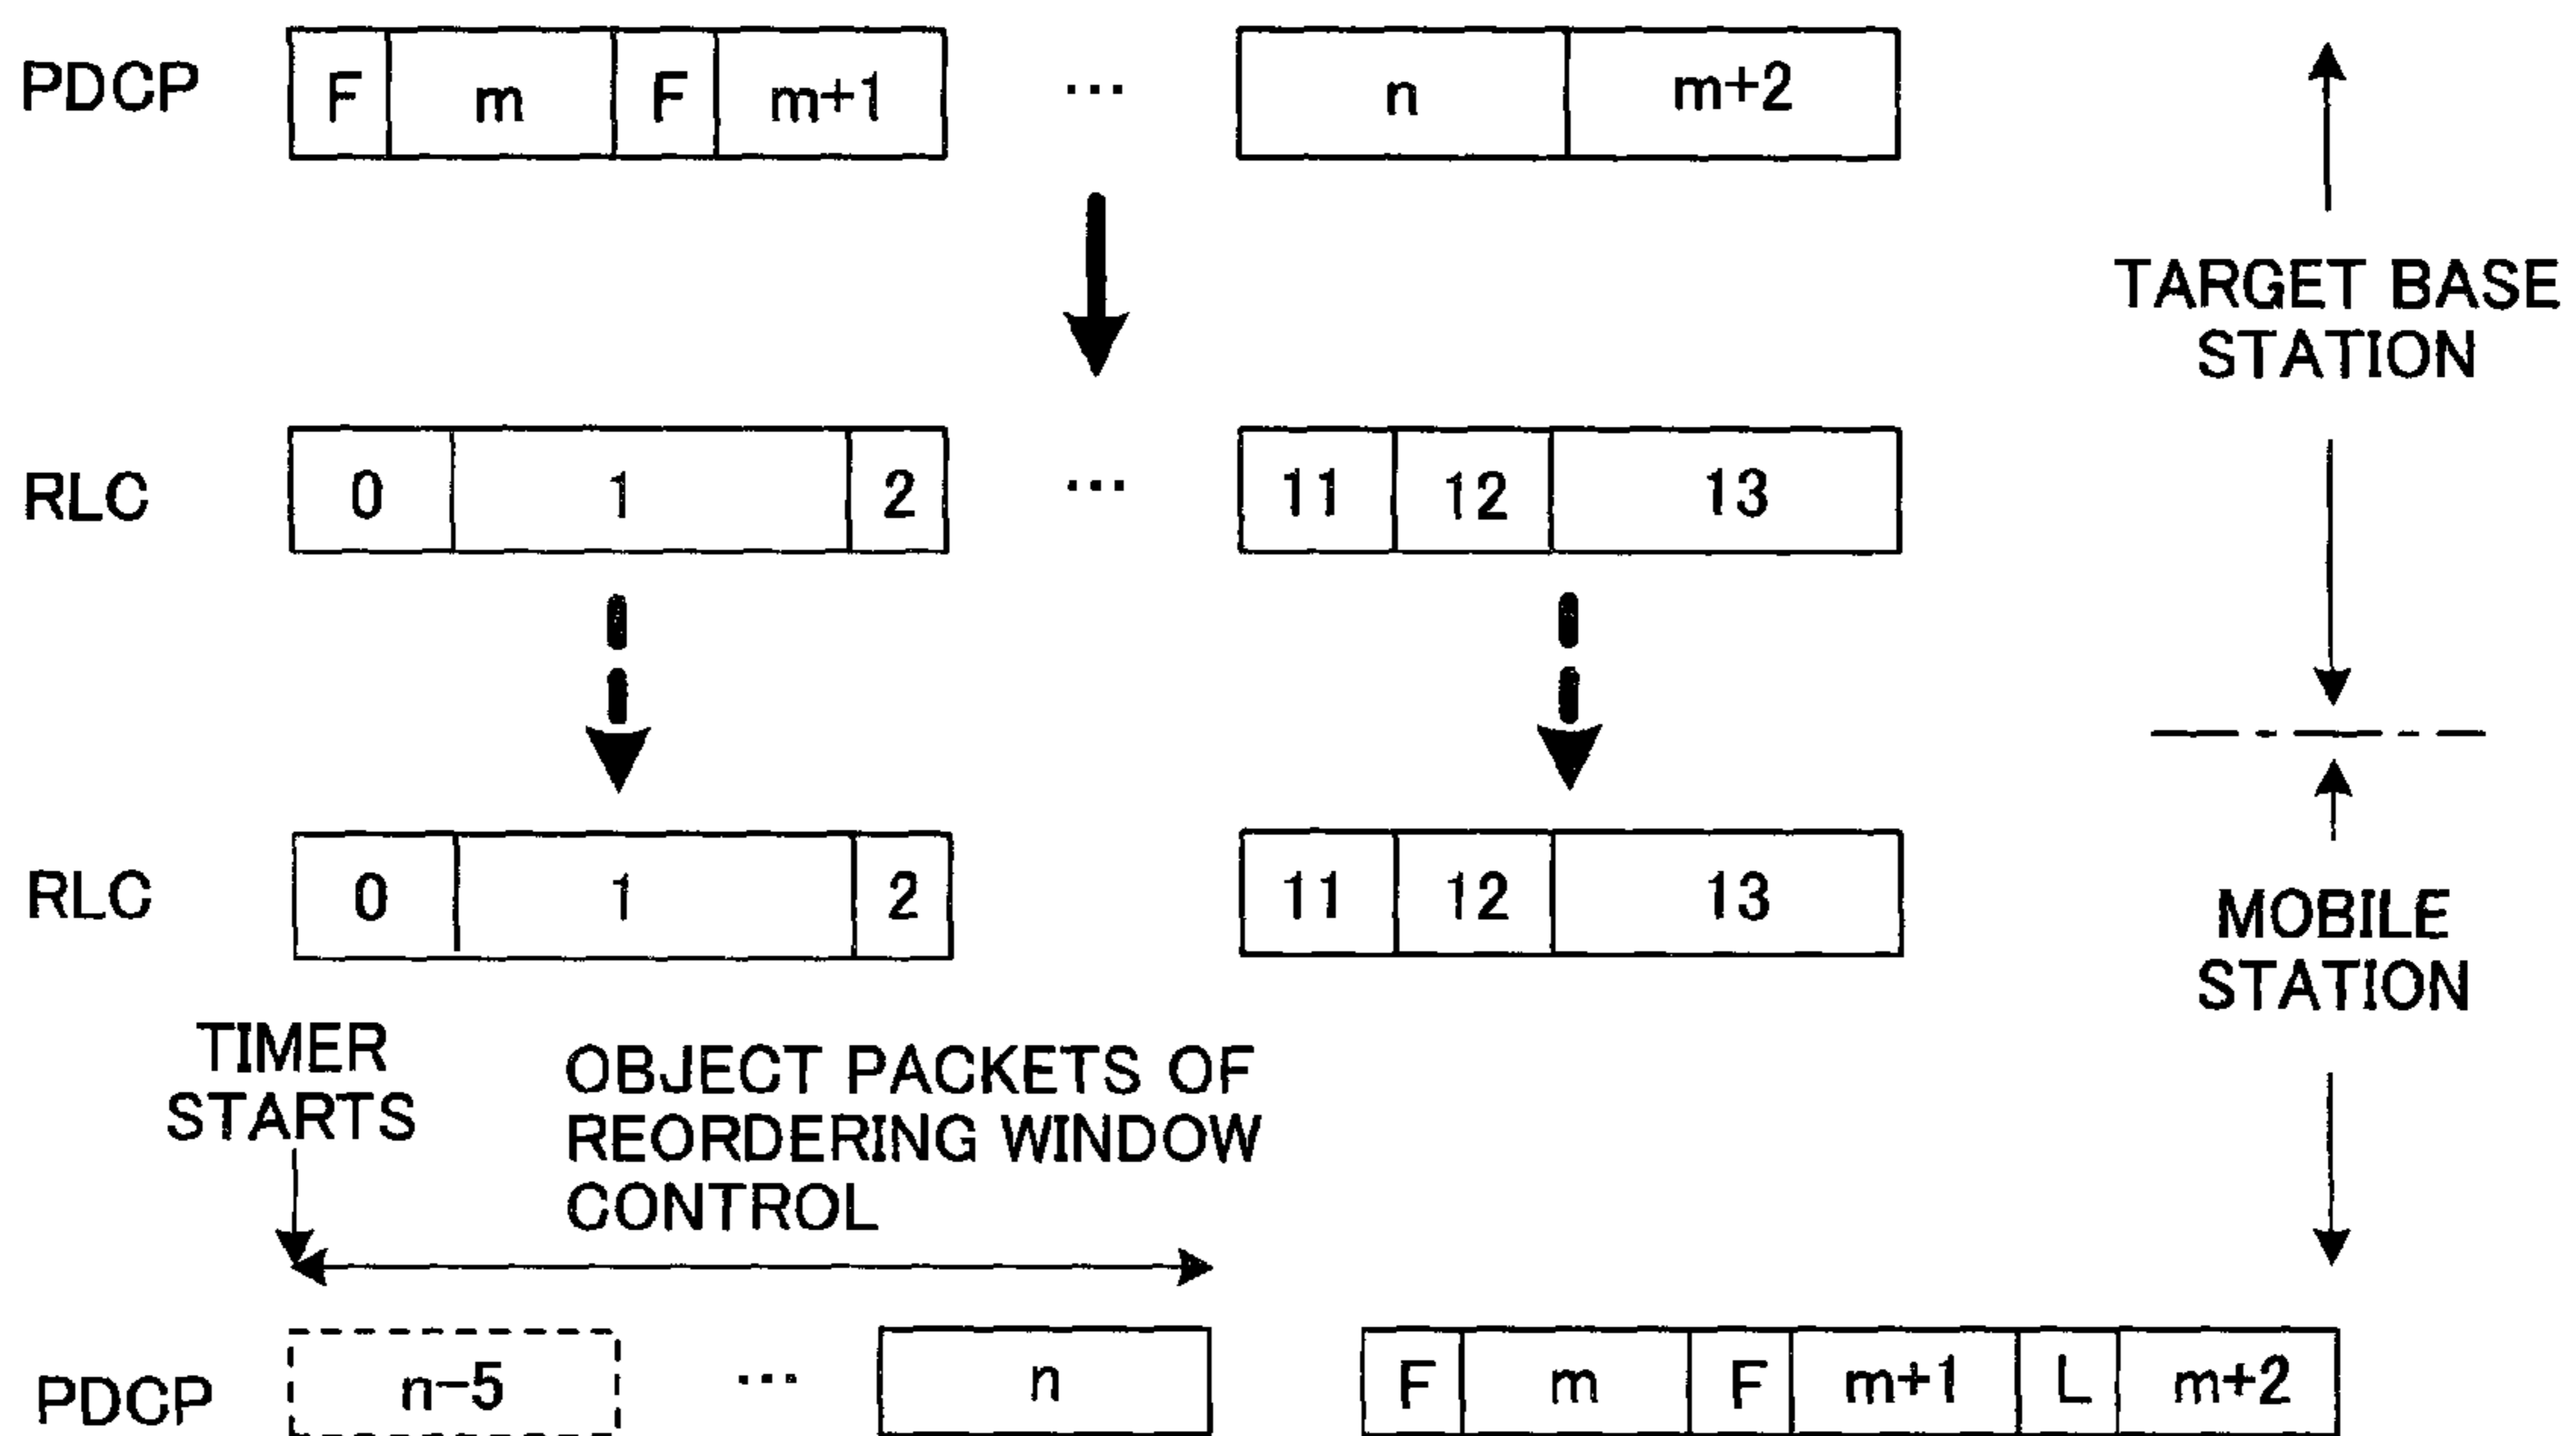 PDCP F m F m+1 ... n m+2
TARGET BASE
STATION
RLC 0 1 2 ... 11 12 13
RLC 0 1 2 11 12 13
MOBILE
STATION
TIMER
STARTS
OBJECT PACKETS OF
REORDERING WINDOW
CONTROL
PDCP n-5 ... n F m F m+1 L m+2